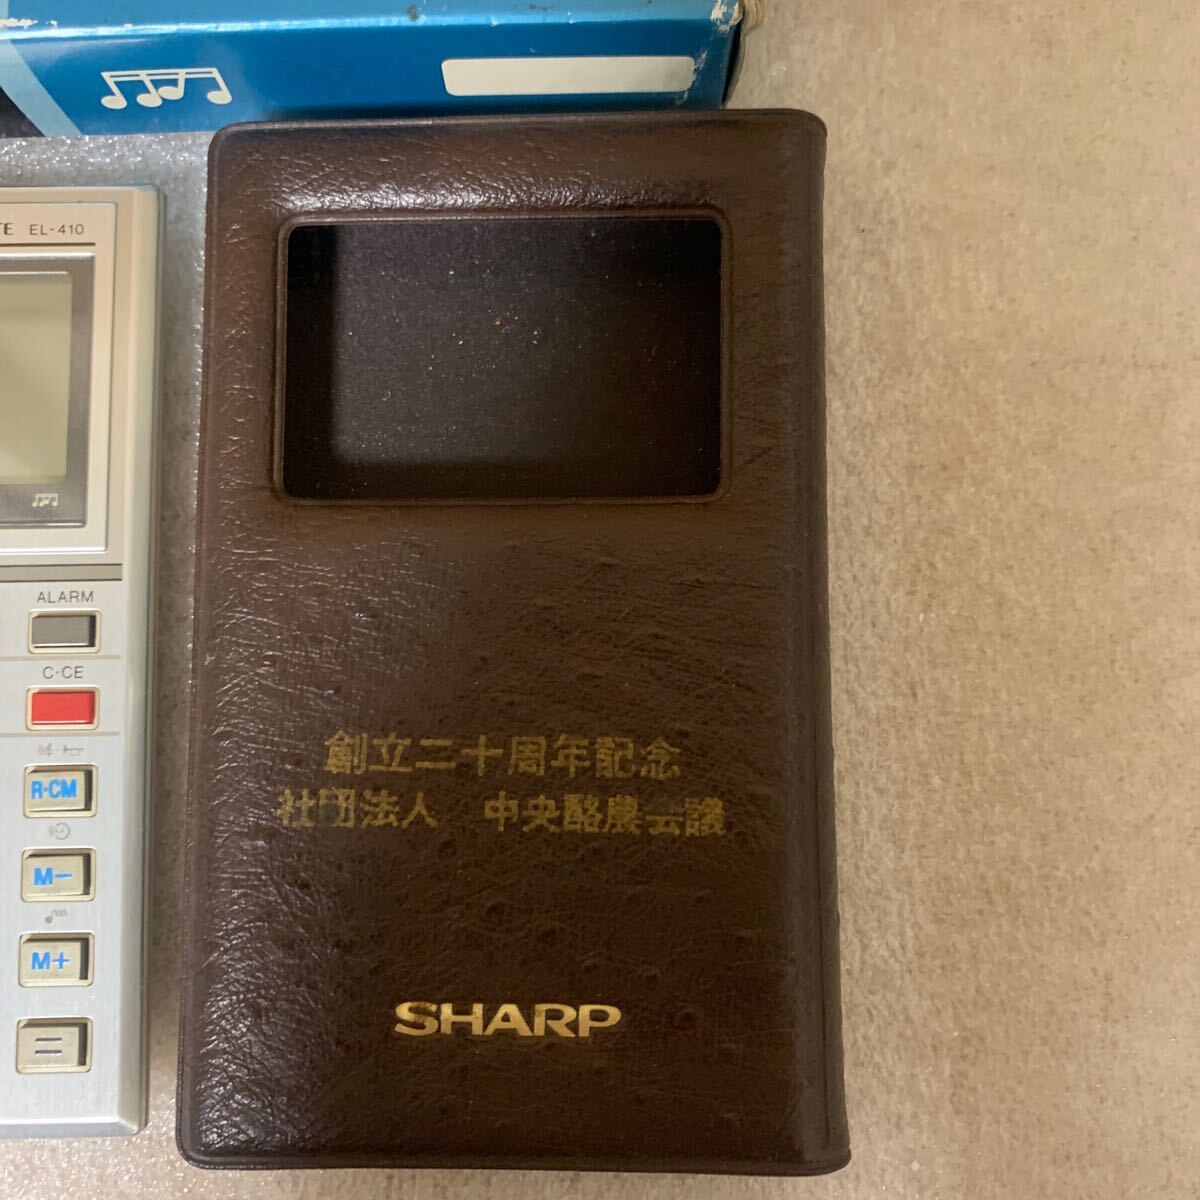 TE EL-410
ALARM
C·CE
R·CM
M−
M+
=
創立二十周年記念
社団法人 中央酪農会議
SHARP